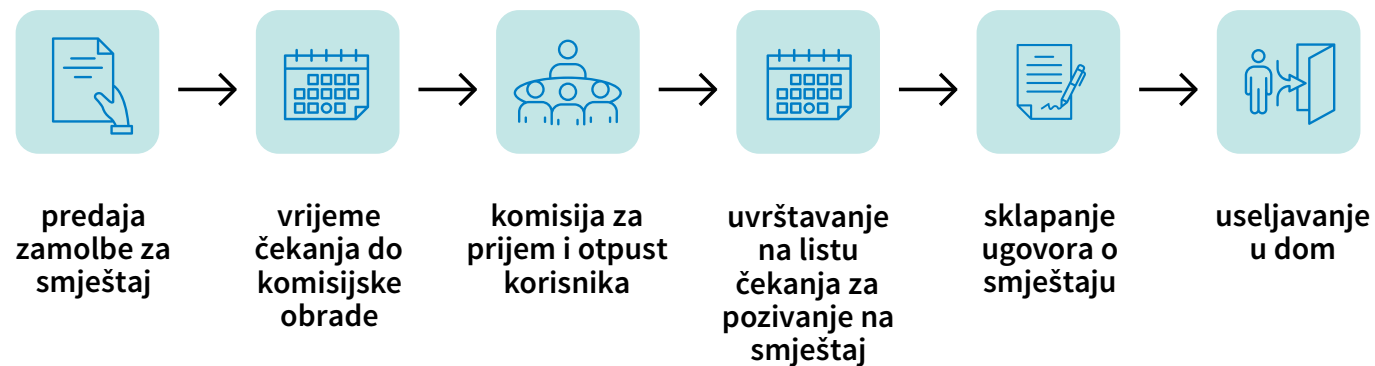 predaja
zamolbe za
smještaj
vrijeme
čekanja do
komisijske
obrade
komisija za
prijem i otpust
korisnika
uvrštavanje
na listu
čekanja za
pozivanje na
smještaj
sklapanje
ugovora o
smještaju
useljavanje
u dom